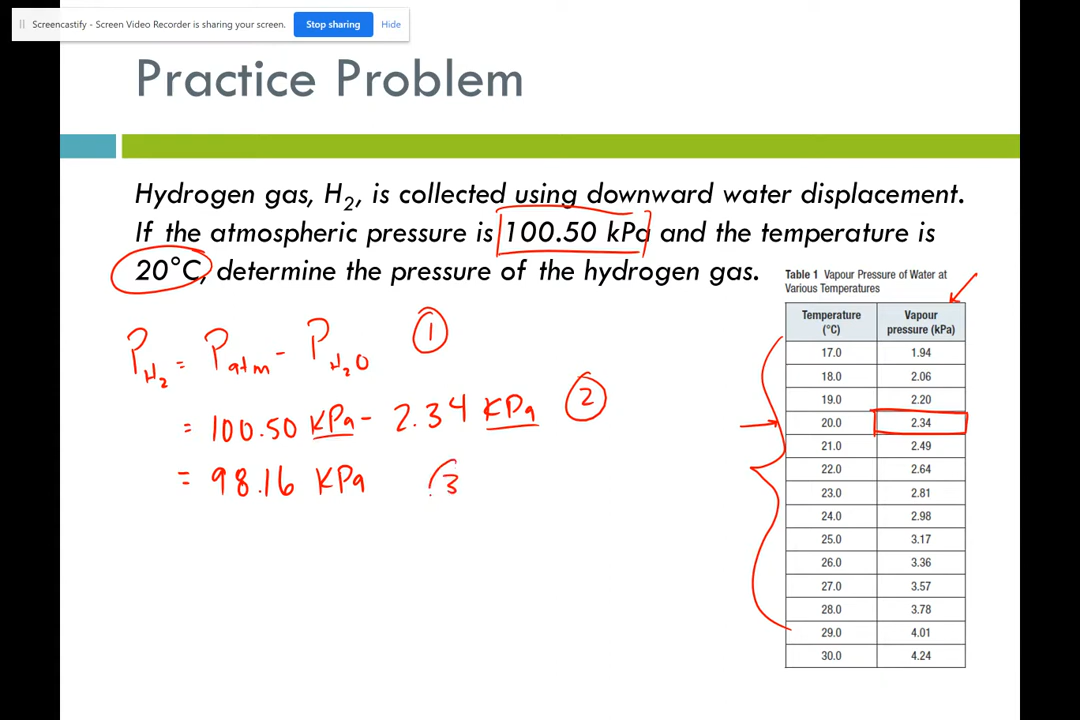 Screencastify - Screen Video Recorder is sharing your screen. Stop sharing Hide
Practice Problem
Hydrogen gas, H₂, is collected using downward water displacement.
If the atmospheric pressure is 100.50 kPa and the temperature is
20°C, determine the pressure of the hydrogen gas.
P_H₂ = P_atm - P_H₂O ①
= 100.50 KPa - 2.34 KPa ②
= 98.16 KPa 3
Table 1 Vapour Pressure of Water at
Various Temperatures
Temperature (°C) Vapour pressure (kPa)
17.0 1.94
18.0 2.06
19.0 2.20
20.0 2.34
21.0 2.49
22.0 2.64
23.0 2.81
24.0 2.98
25.0 3.17
26.0 3.36
27.0 3.57
28.0 3.78
29.0 4.01
30.0 4.24